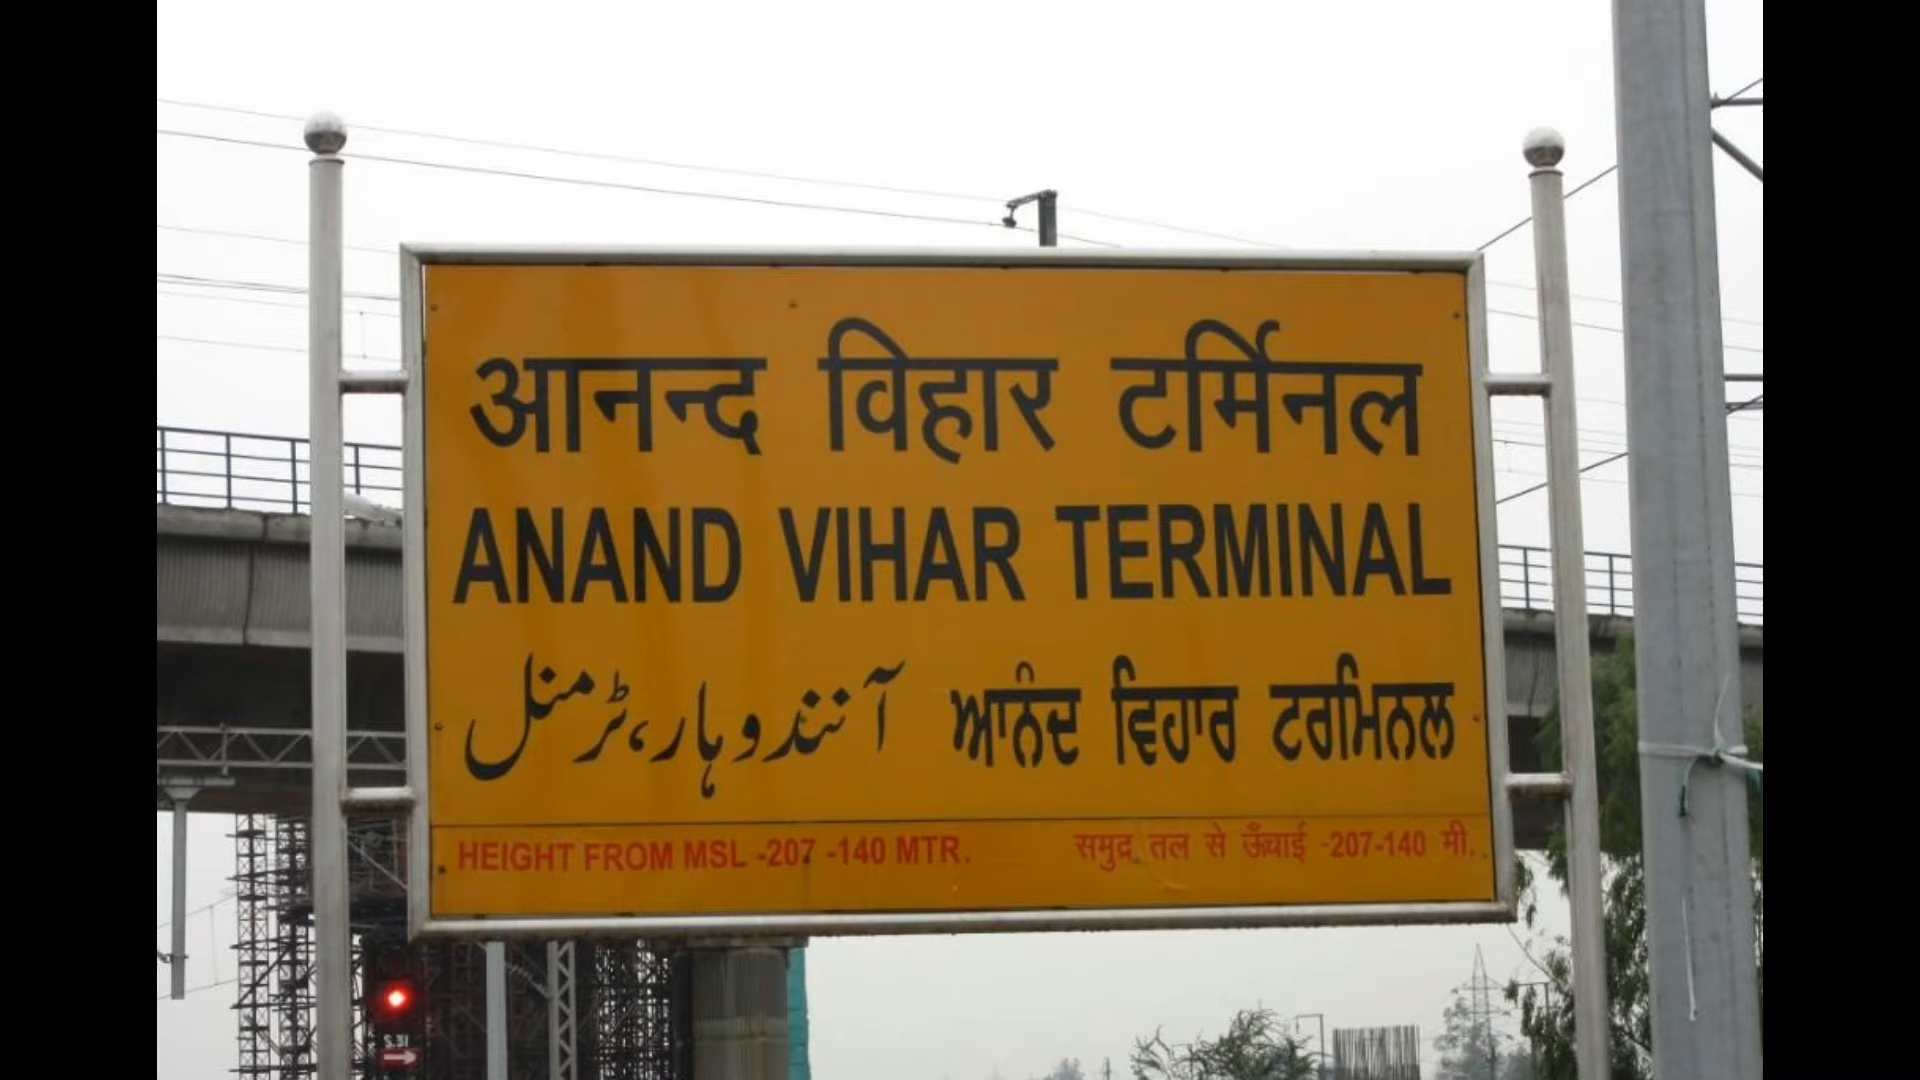 आनन्द विहार टर्मिनल
ANAND VIHAR TERMINAL
آنند وہار، ٹرمنل ਆਨੰਦ ਵਿਹਾਰ ਟਰਮਿਨਲ
HEIGHT FROM MSL -207 -140 MTR. समुद्र तल से ऊँचाई -207-140 मी.
S.31